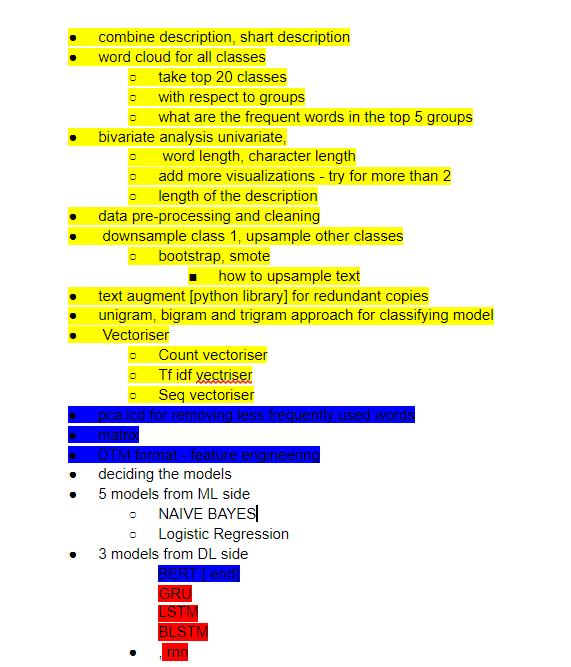 combine description, shart description
word cloud for all classes
take top 20 classes
with respect to groups
what are the frequent words in the top 5 groups
bivariate analysis univariate,
word length, character length
add more visualizations - try for more than 2
length of the description
data pre-processing and cleaning
downsample class 1, upsample other classes
bootstrap, smote
how to upsample text
text augment [python library] for redundant copies
unigram, bigram and trigram approach for classifying model
Vectoriser
Count vectoriser
Tf idf vectriser
Seq vectoriser
pca lcd for removing less frequently used words
matrix
DTM format - feature engineering
deciding the models
5 models from ML side
NAIVE BAYES
Logistic Regression
3 models from DL side
BERT [ end]
GRU
LSTM
BLSTM
, rnn